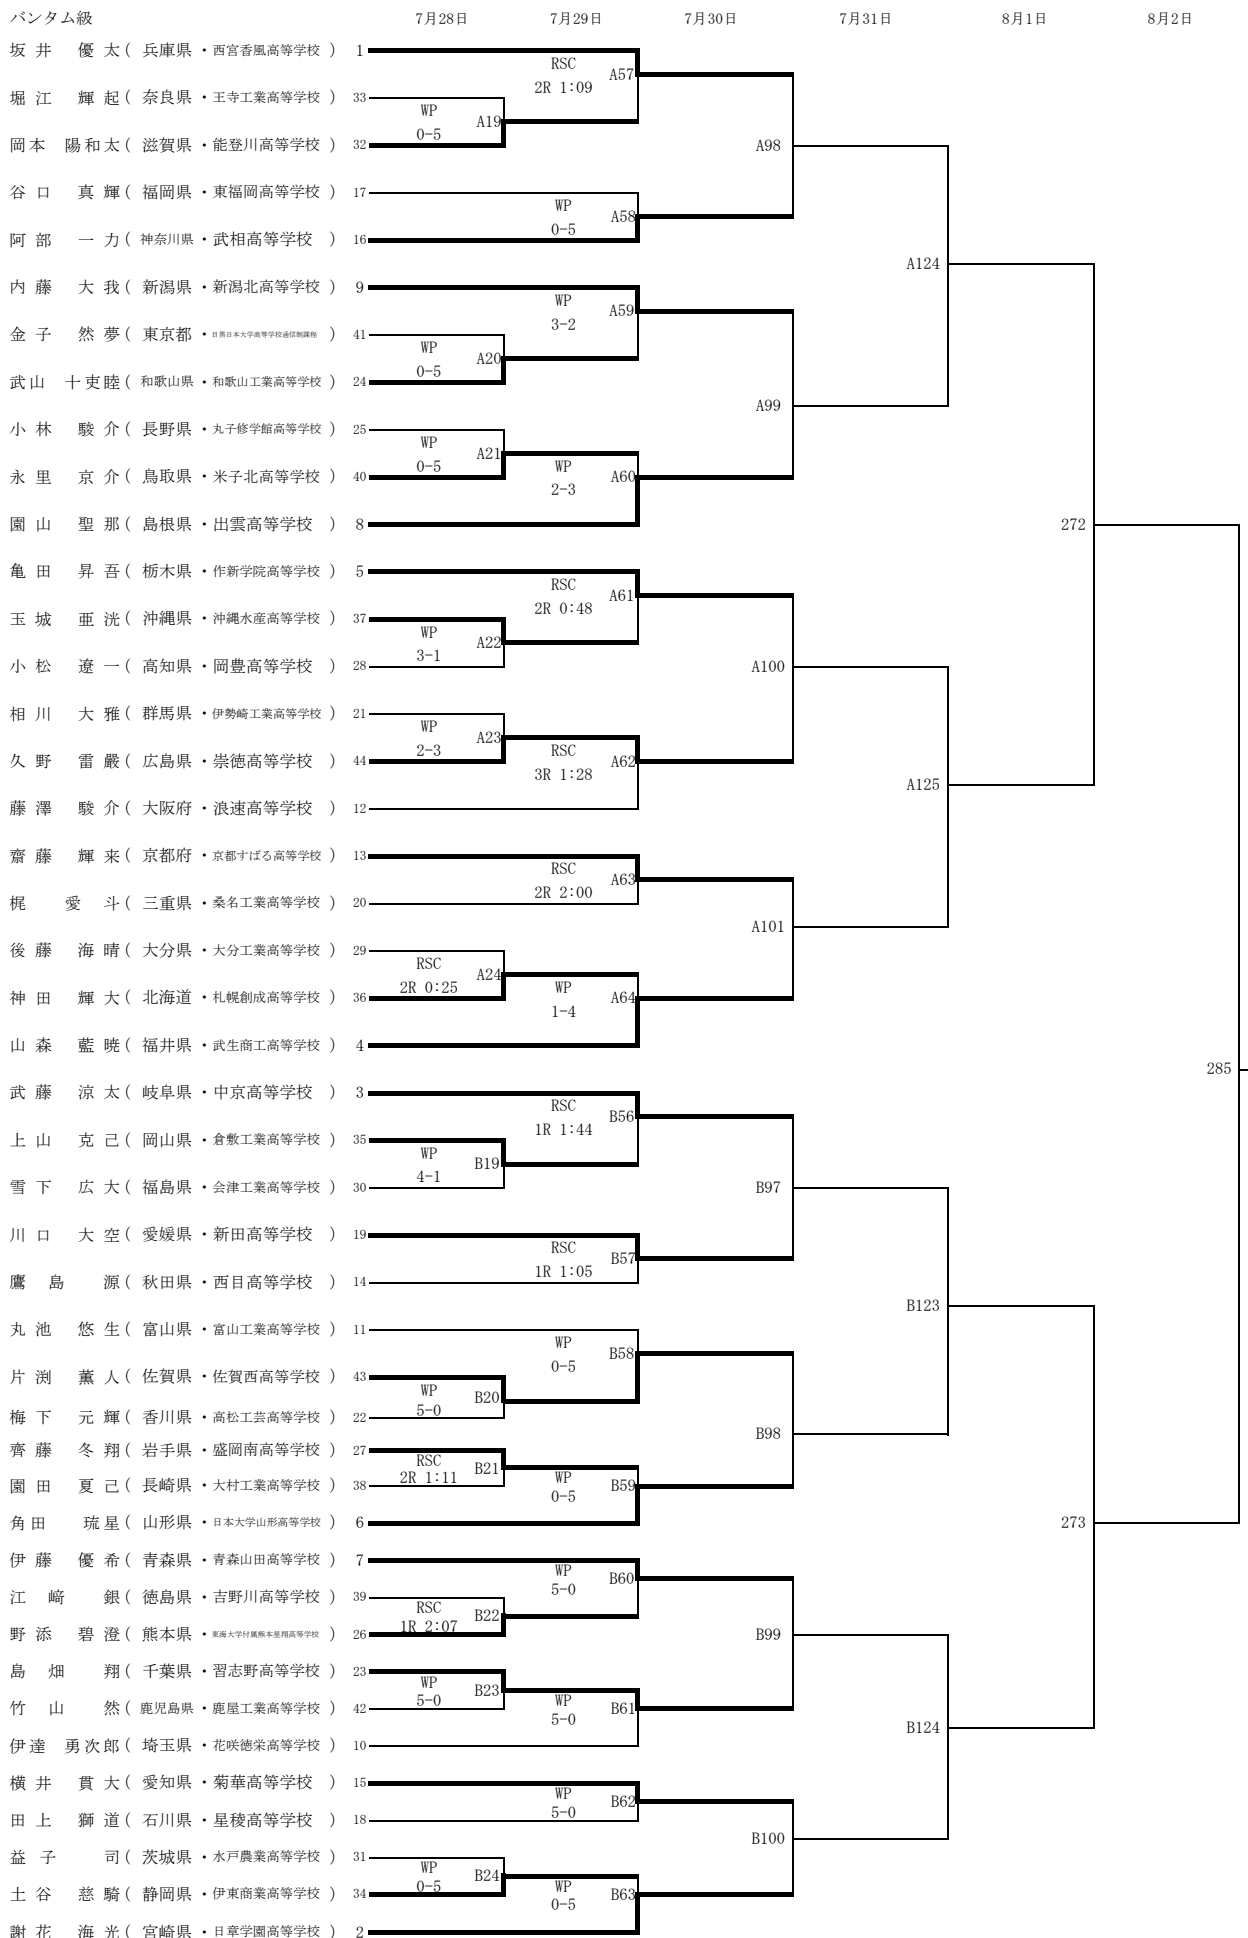 バンタム級 7月28日 7月29日 7月30日 7月31日 8月1日 8月2日
坂井 優太( 兵庫県・西宮香風高等学校 ) 1
RSC
A57
2R 1:09
堀江 輝起( 奈良県・王寺工業高等学校 ) 33
WP
A19
0-5
岡本 陽和太( 滋賀県・能登川高等学校 ) 32
A98
谷口 真輝( 福岡県・東福岡高等学校 ) 17
WP
A58
0-5
阿部 一力( 神奈川県・武相高等学校 ) 16
A124
内藤 大我( 新潟県・新潟北高等学校 ) 9
WP
A59
3-2
金子 然夢( 東京都・目黒日本大学高等学校通信制課程 ) 41
WP
A20
0-5
武山 十吏睦( 和歌山県・和歌山工業高等学校 ) 24
A99
小林 駿介( 長野県・丸子修学館高等学校 ) 25
WP
A21
0-5
WP
A60
2-3
永里 京介( 鳥取県・米子北高等学校 ) 40
園山 聖那( 島根県・出雲高等学校 ) 8
272
亀田 昇吾( 栃木県・作新学院高等学校 ) 5
RSC
A61
2R 0:48
玉城 亜洸( 沖縄県・沖縄水産高等学校 ) 37
WP
A22
3-1
小松 遼一( 高知県・岡豊高等学校 ) 28
A100
相川 大雅( 群馬県・伊勢崎工業高等学校 ) 21
WP
A23
2-3
RSC
A62
3R 1:28
久野 雷嚴( 広島県・崇徳高等学校 ) 44
A125
藤澤 駿介( 大阪府・浪速高等学校 ) 12
齋藤 輝来( 京都府・京都すばる高等学校 ) 13
RSC
A63
2R 2:00
梶 愛斗( 三重県・桑名工業高等学校 ) 20
A101
後藤 海晴( 大分県・大分工業高等学校 ) 29
RSC
A24
2R 0:25
WP
A64
1-4
神田 輝大( 北海道・札幌創成高等学校 ) 36
山森 藍暁( 福井県・武生商工高等学校 ) 4
285
武藤 涼太( 岐阜県・中京高等学校 ) 3
RSC
B56
1R 1:44
上山 克己( 岡山県・倉敷工業高等学校 ) 35
WP
B19
4-1
雪下 広大( 福島県・会津工業高等学校 ) 30
B97
川口 大空( 愛媛県・新田高等学校 ) 19
RSC
B57
1R 1:05
鷹島 源( 秋田県・西目高等学校 ) 14
B123
丸池 悠生( 富山県・富山工業高等学校 ) 11
WP
B58
0-5
片渕 薫人( 佐賀県・佐賀西高等学校 ) 43
WP
B20
5-0
梅下 元輝( 香川県・高松工芸高等学校 ) 22
B98
齊藤 冬翔( 岩手県・盛岡南高等学校 ) 27
RSC
B21
2R 1:11
WP
B59
0-5
園田 夏己( 長崎県・大村工業高等学校 ) 38
角田 琉星( 山形県・日本大学山形高等学校 ) 6
273
伊藤 優希( 青森県・青森山田高等学校 ) 7
WP
B60
5-0
江﨑 銀( 徳島県・吉野川高等学校 ) 39
RSC
B22
1R 2:07
野添 碧澄( 熊本県・東海大学付属熊本星翔高等学校 ) 26
B99
島畑 翔( 千葉県・習志野高等学校 ) 23
WP
B23
5-0
WP
B61
5-0
竹山 然( 鹿児島県・鹿屋工業高等学校 ) 42
B124
伊達 勇次郎( 埼玉県・花咲徳栄高等学校 ) 10
横井 貫大( 愛知県・菊華高等学校 ) 15
WP
B62
5-0
田上 獅道( 石川県・星稜高等学校 ) 18
B100
益子 司( 茨城県・水戸農業高等学校 ) 31
WP
B24
0-5
WP
B63
0-5
土谷 慈騎( 静岡県・伊東商業高等学校 ) 34
謝花 海光( 宮崎県・日章学園高等学校 ) 2